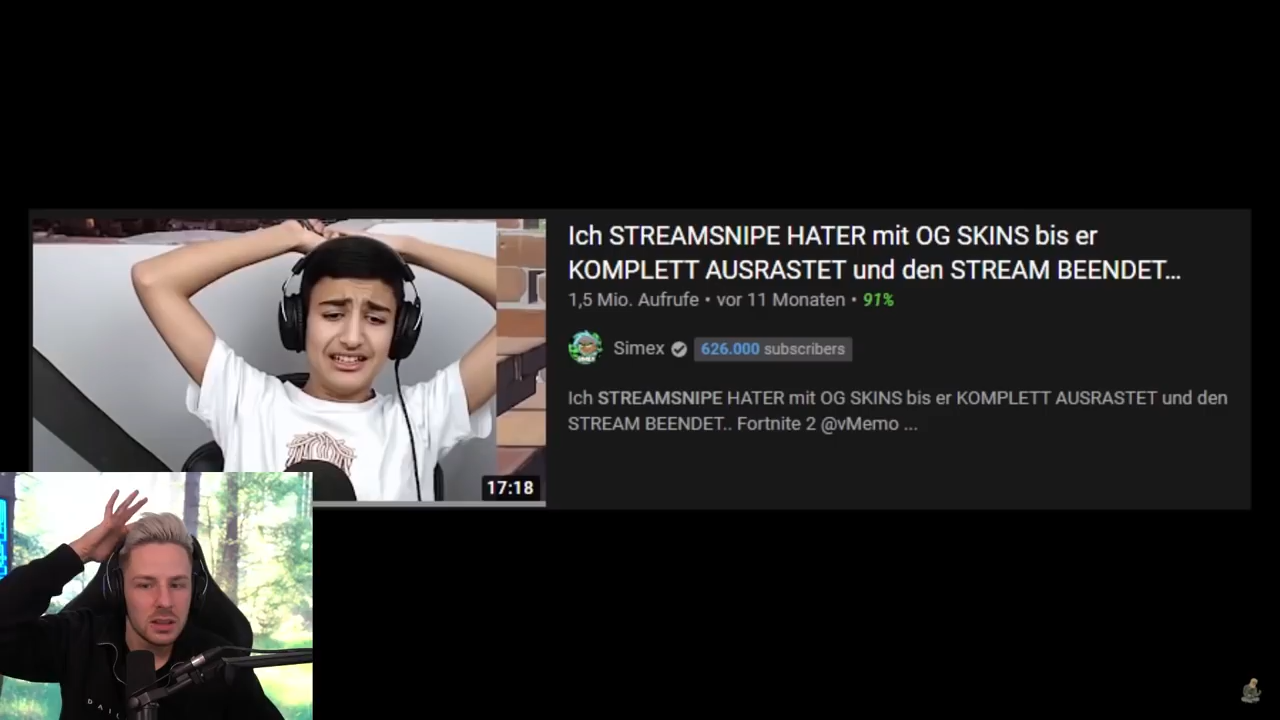 Ich STREAMSNIPE HATER mit OG SKINS bis er
KOMPLETT AUSRASTET und den STREAM BEENDET...
1,5 Mio. Aufrufe • vor 11 Monaten • 91%
Simex 626.000 subscribers
Ich STREAMSNIPE HATER mit OG SKINS bis er KOMPLETT AUSRASTET und den
STREAM BEENDET.. Fortnite 2 @vMemo ...
17:18